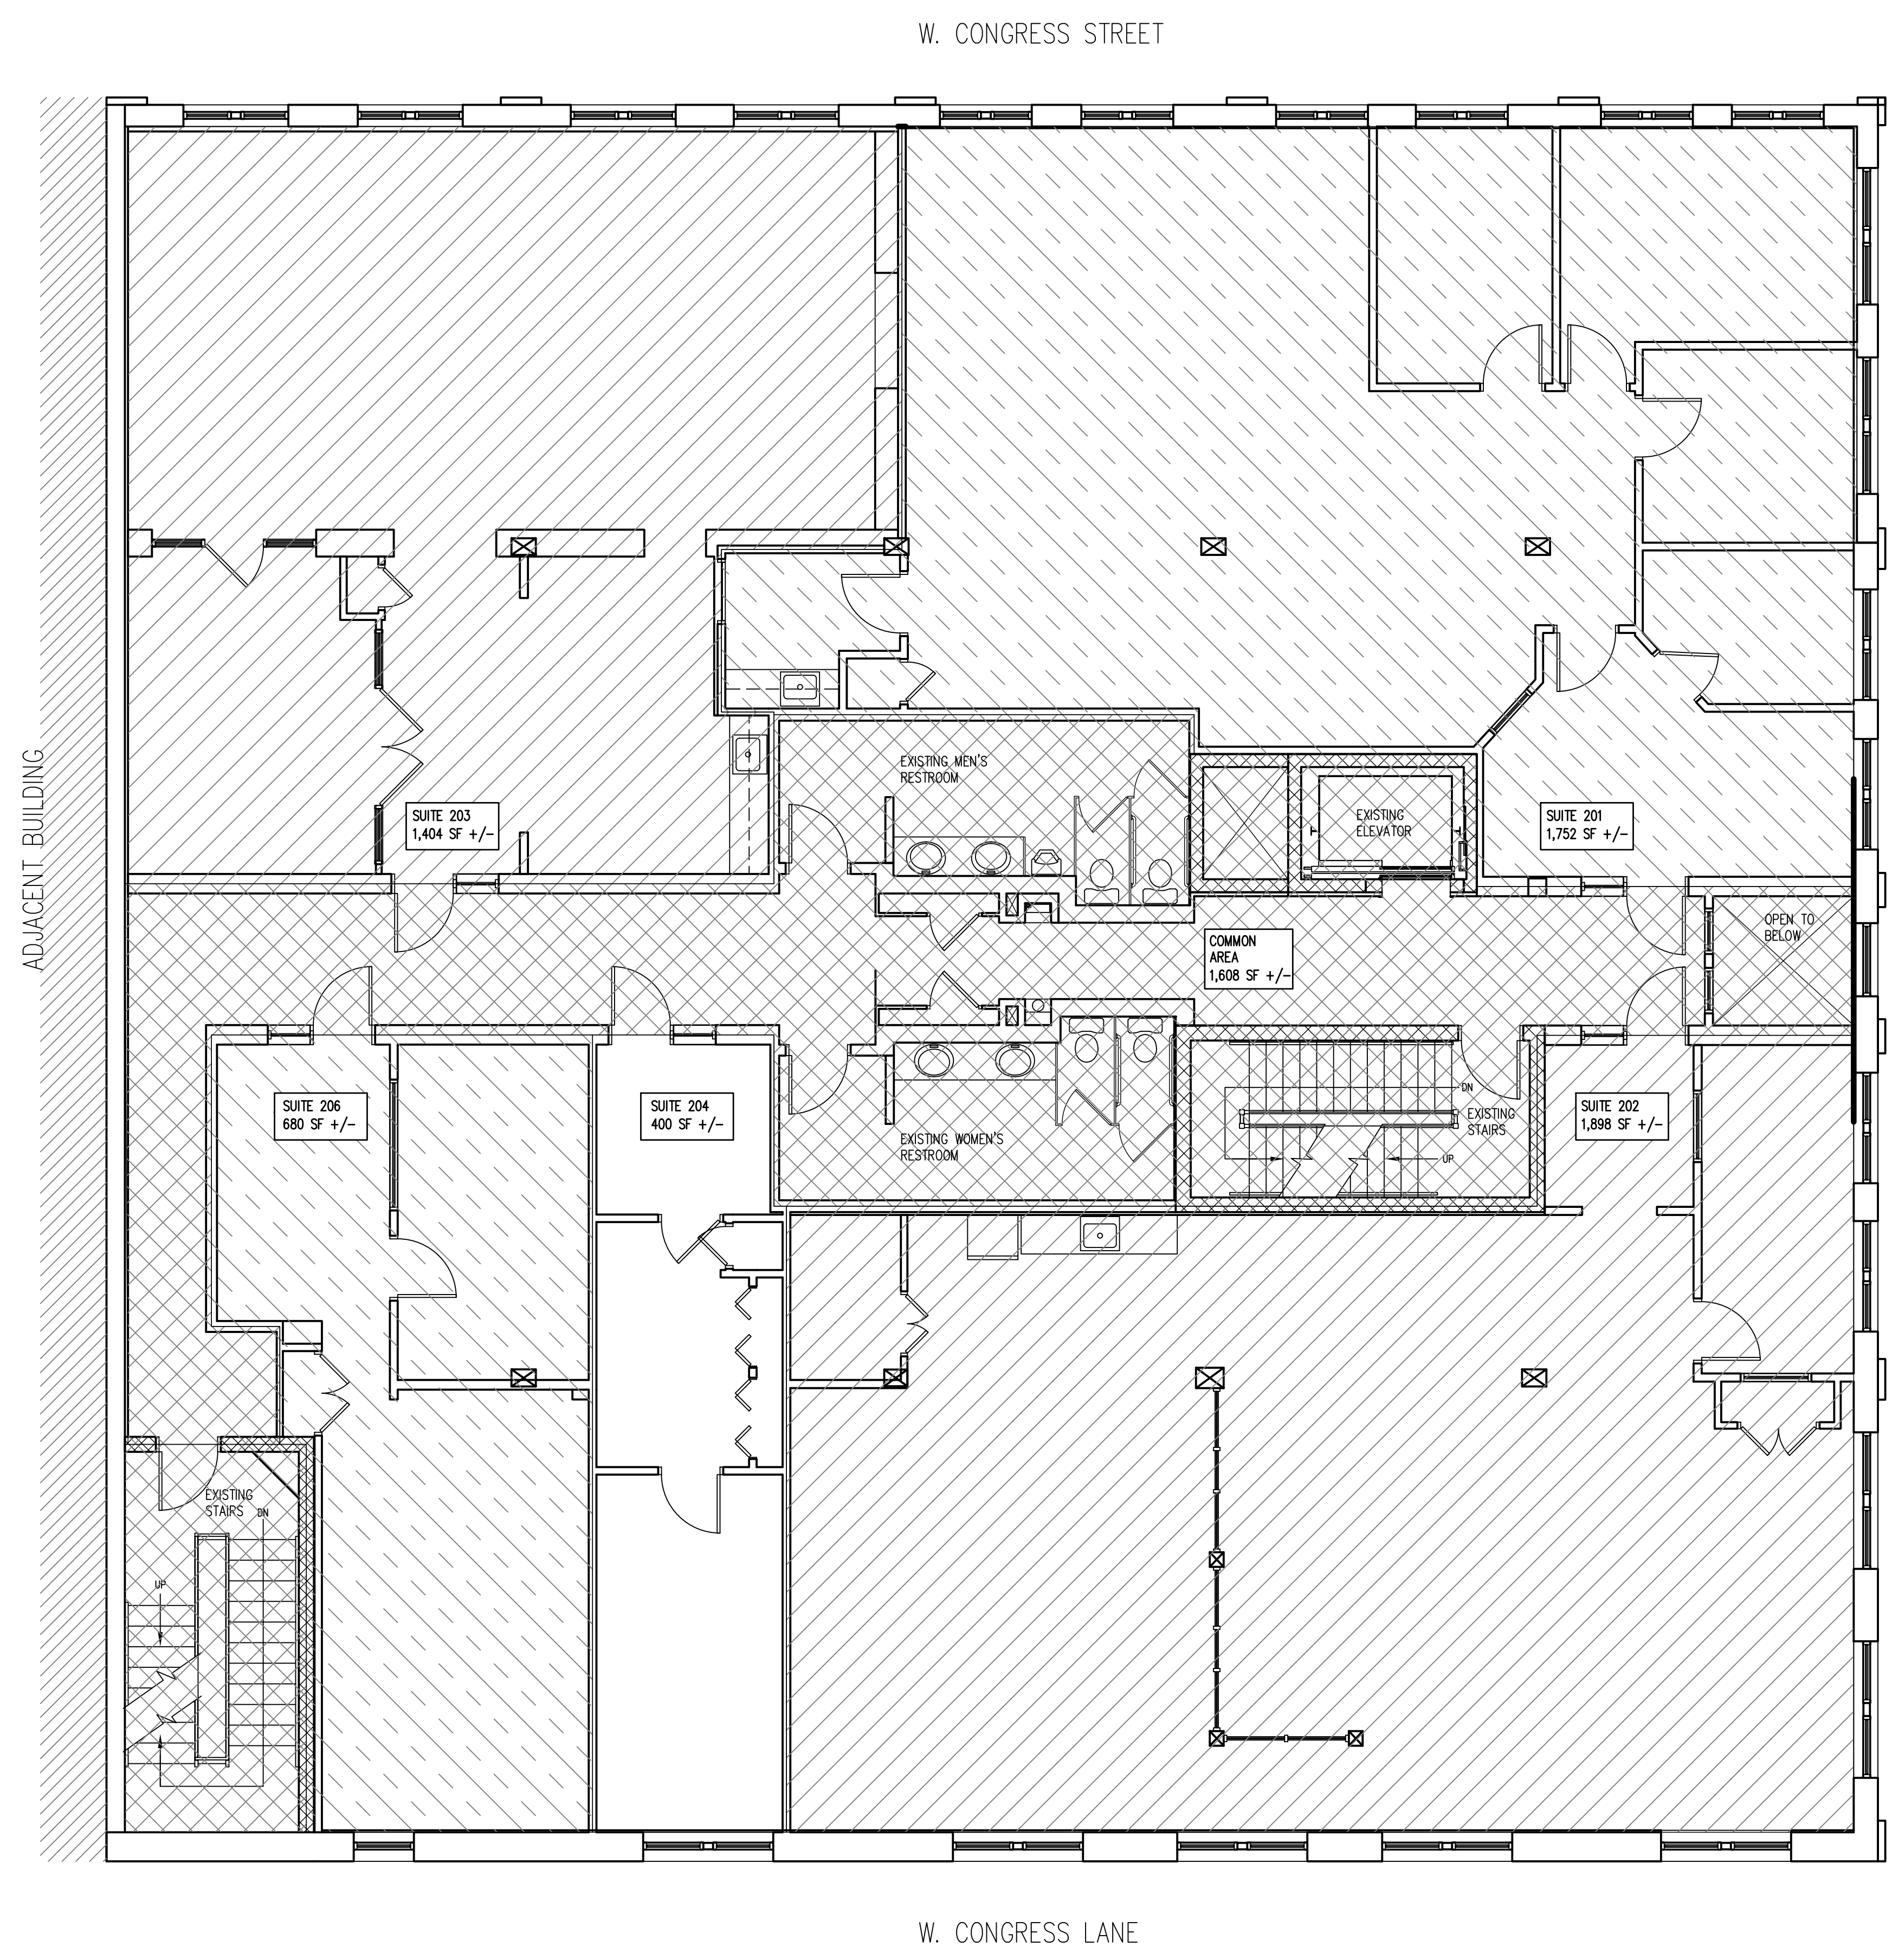 W. CONGRESS STREET
ADJACENT BUILDING
EXISTING MEN'S
RESTROOM
SUITE 203
1,404 SF +/-
EXISTING
ELEVATOR
SUITE 201
1,752 SF +/-
COMMON
AREA
1,608 SF +/-
OPEN TO
BELOW
SUITE 206
680 SF +/-
SUITE 204
400 SF +/-
EXISTING WOMEN'S
RESTROOM
DN
EXISTING
STAIRS
UP
SUITE 202
1,898 SF +/-
EXISTING
STAIRS
DN
UP
W. CONGRESS LANE